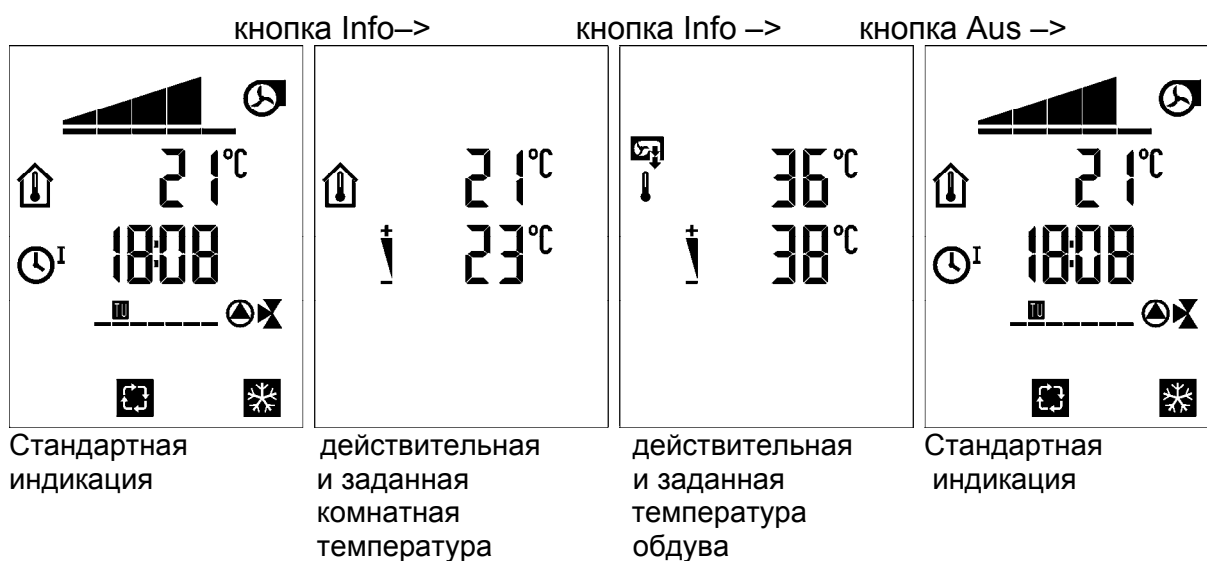 кнопка Info–>
кнопка Info –>
кнопка Aus –>
21°C
18:08
I
TU
21°C
23°C
+
–
36°C
38°C
+
–
21°C
I
18:08
TU
Стандартная
индикация
действительная
и заданная
комнатная
температура
действительная
и заданная
температура
обдува
Стандартная
индикация